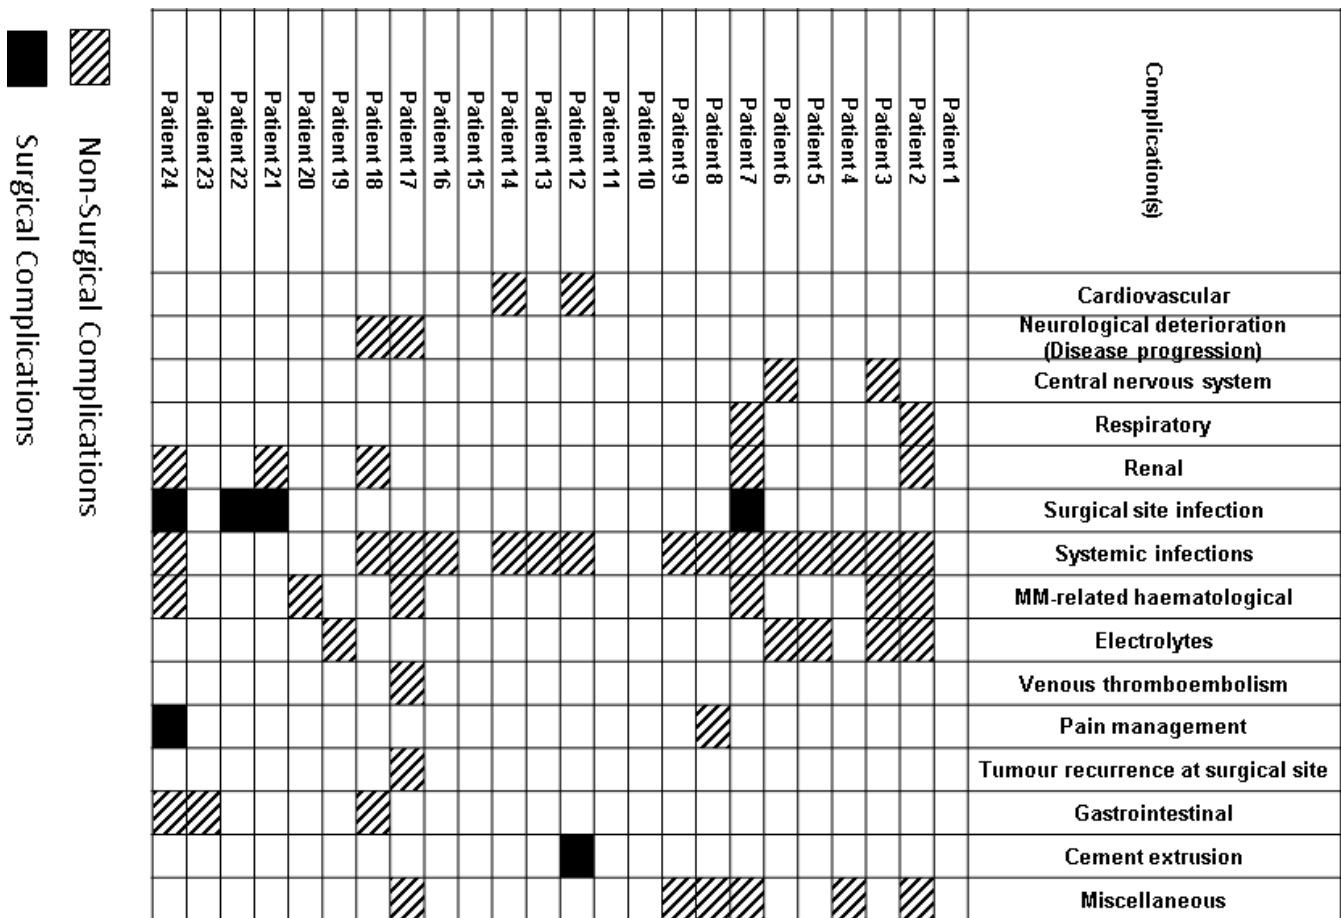 Complication(s)
Patient 1
Patient 2
Patient 3
Patient 4
Patient 5
Patient 6
Patient 7
Patient 8
Patient 9
Patient 10
Patient 11
Patient 12
Patient 13
Patient 14
Patient 15
Patient 16
Patient 17
Patient 18
Patient 19
Patient 20
Patient 21
Patient 22
Patient 23
Patient 24
Cardiovascular
Neurological deterioration
(Disease progression)
Central nervous system
Respiratory
Renal
Surgical site infection
Systemic infections
MM-related haematological
Electrolytes
Venous thromboembolism
Pain management
Tumour recurrence at surgical site
Gastrointestinal
Cement extrusion
Miscellaneous
Non-Surgical Complications
Surgical Complications